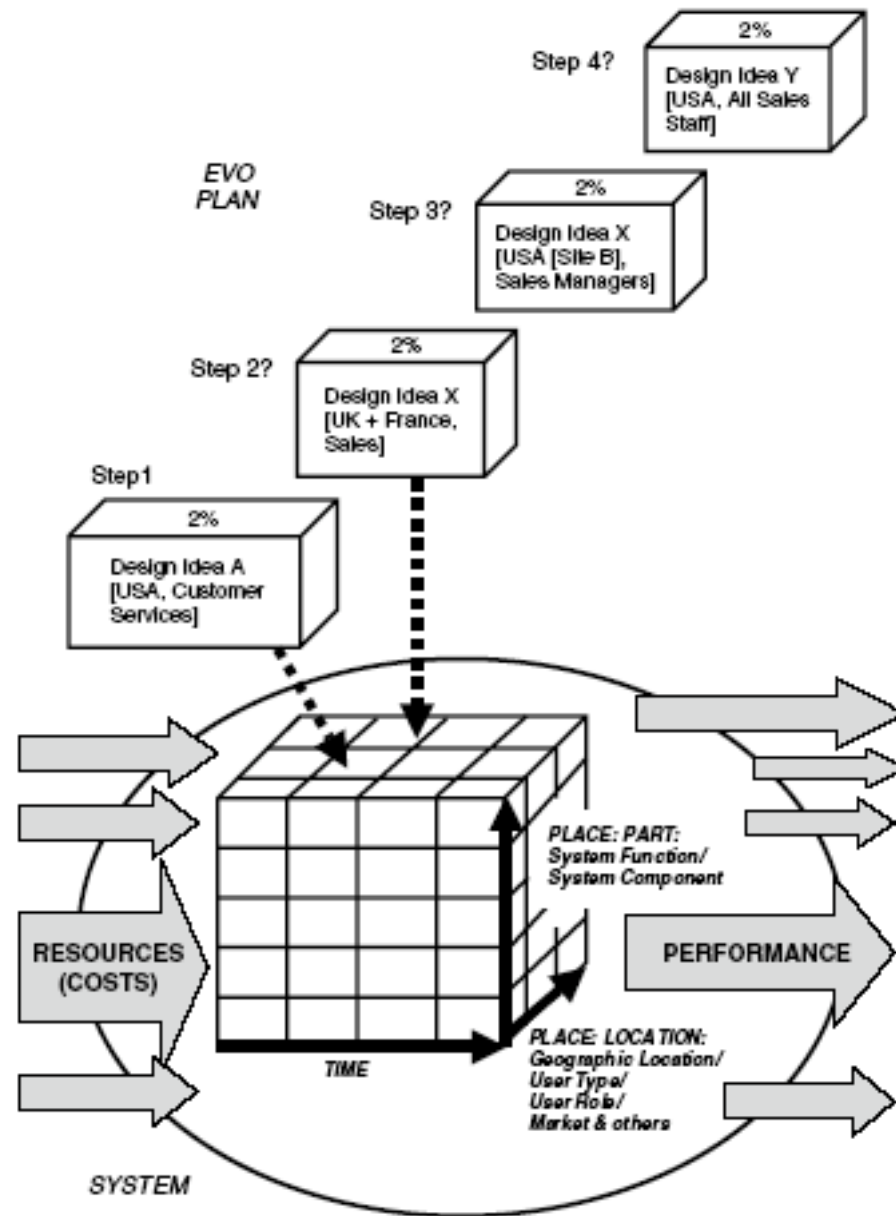 2%
Step 4?
Design Idea Y
[USA, All Sales
Staff]
EVO
PLAN
2%
Step 3?
Design Idea X
[USA [Site B],
Sales Managers]
2%
Step 2?
Design Idea X
[UK + France,
Sales]
Step1
2%
Design Idea A
[USA, Customer
Services]
PLACE: PART:
System Function/
System Component
RESOURCES
(COSTS)
PERFORMANCE
TIME
PLACE: LOCATION:
Geographic Location/
User Type/
User Role/
Market & others
SYSTEM